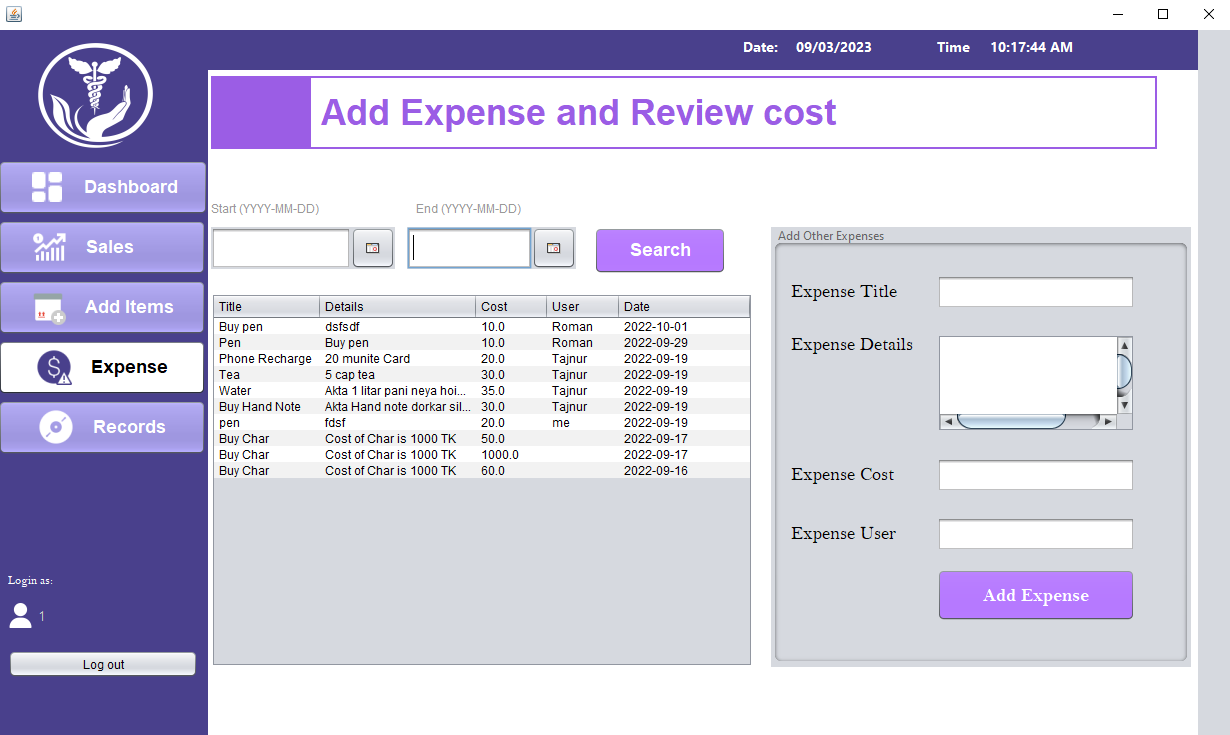 Date: 09/03/2023 Time 10:17:44 AM
Add Expense and Review cost
Dashboard
Sales
Add Items
Expense
Records
Login as:
1
Log out
Start (YYYY-MM-DD) End (YYYY-MM-DD)
Search
Title Details Cost User Date
Buy pen dsfsdf 10.0 Roman 2022-10-01
Pen Buy pen 10.0 Roman 2022-09-29
Phone Recharge 20 munite Card 20.0 Tajnur 2022-09-19
Tea 5 cap tea 30.0 Tajnur 2022-09-19
Water Akta 1 litar pani neya hoi... 35.0 Tajnur 2022-09-19
Buy Hand Note Akta Hand note dorkar sil... 30.0 Tajnur 2022-09-19
pen fdsf 20.0 me 2022-09-19
Buy Char Cost of Char is 1000 TK 50.0 2022-09-17
Buy Char Cost of Char is 1000 TK 1000.0 2022-09-17
Buy Char Cost of Char is 1000 TK 60.0 2022-09-16
Add Other Expenses
Expense Title
Expense Details
Expense Cost
Expense User
Add Expense